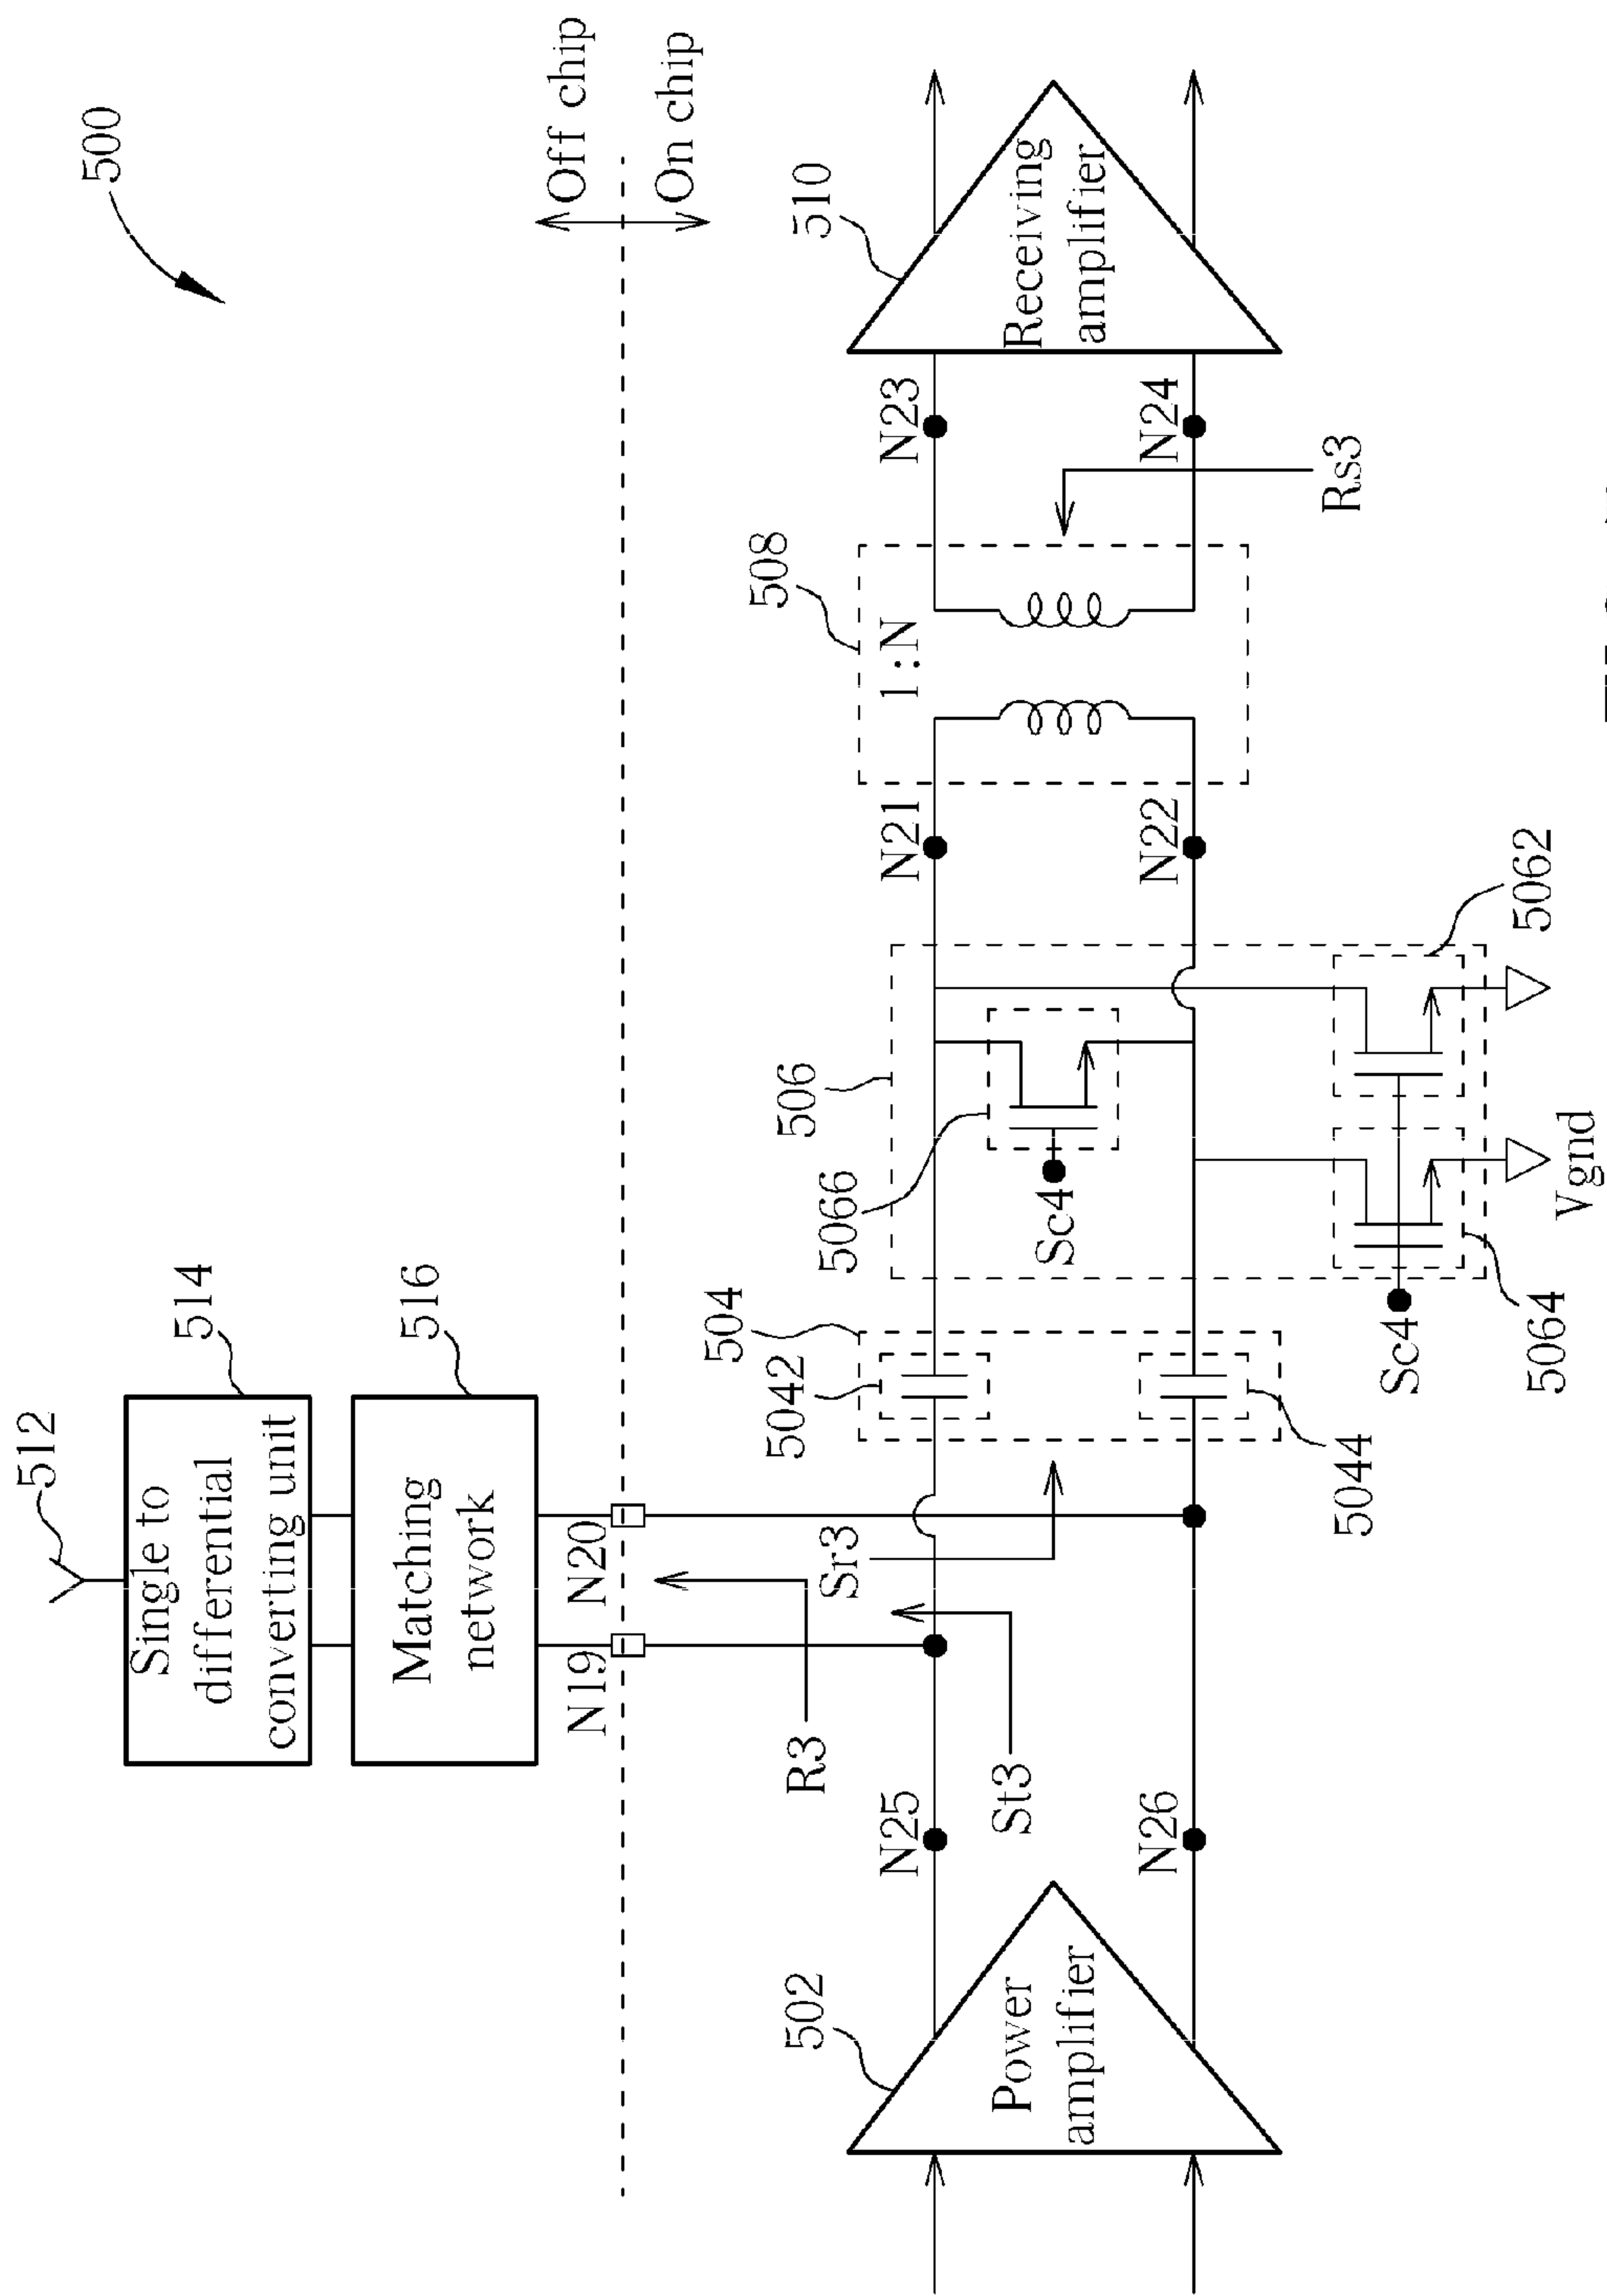 500
Off chip
On chip
512
Single to
differential
converting unit
514
Matching
network
516
N19
N20
R3
St3
Sr3
502
Power
amplifier
N25
N26
504
5042
5044
506
5066
Sc4
Sc4
5064
5062
Vgnd
N21
N22
508
1:N
N23
N24
Rs3
510
Receiving
amplifier